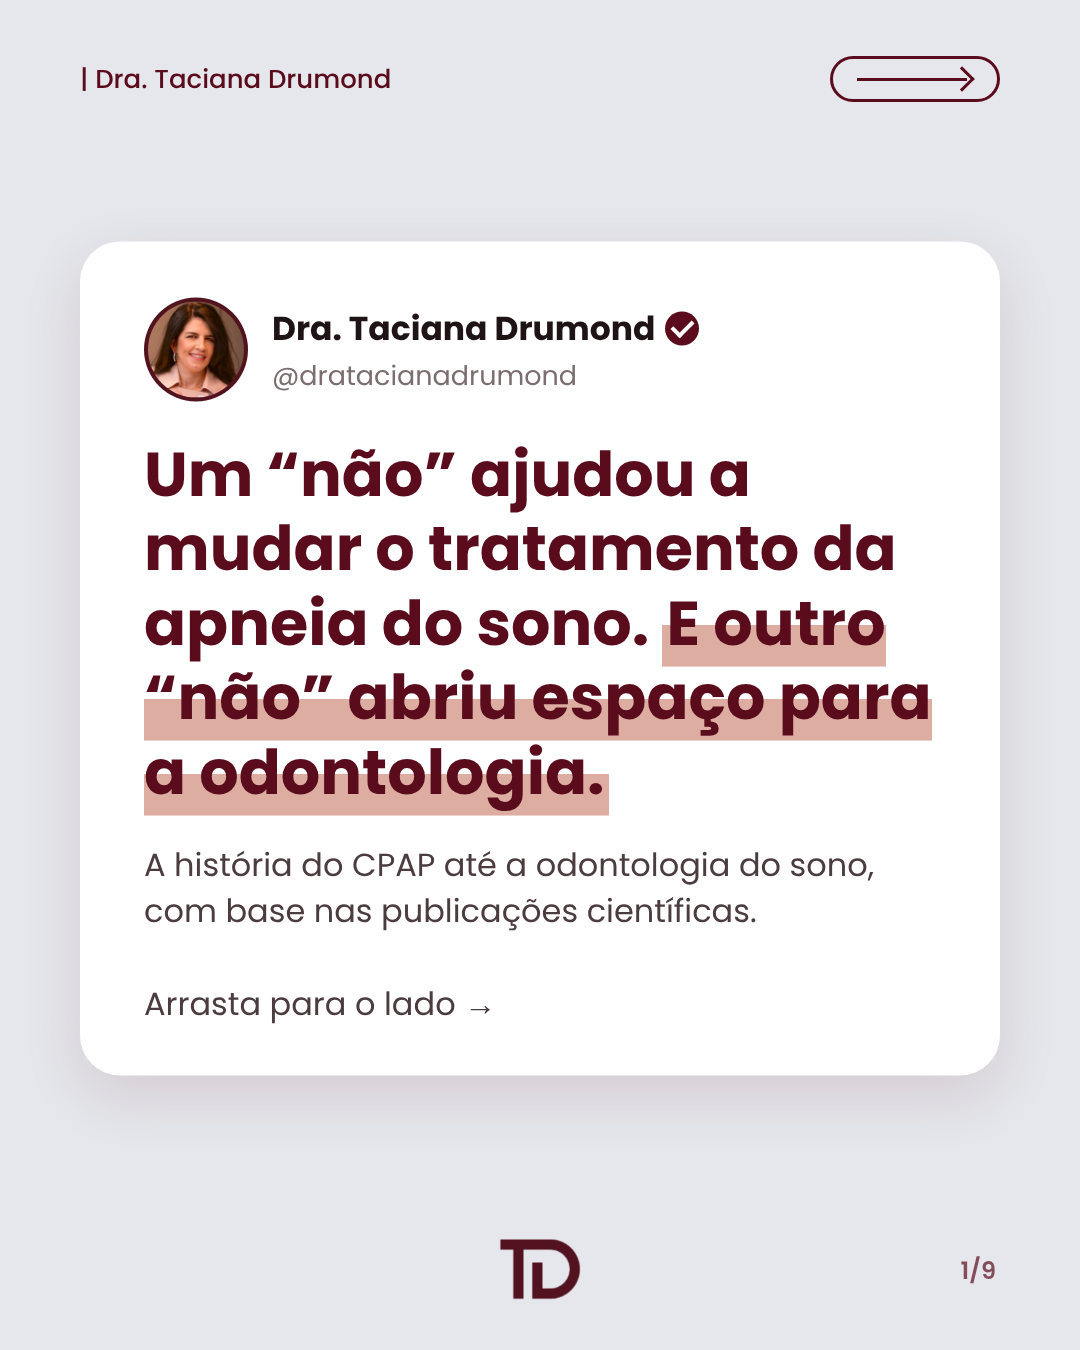 | Dra. Taciana Drumond
Dra. Taciana Drumond
@dratacianadrumond
Um “não” ajudou a
mudar o tratamento da
apneia do sono. E outro
“não” abriu espaço para
a odontologia.
A história do CPAP até a odontologia do sono,
com base nas publicações científicas.
Arrasta para o lado →
TD
1/9